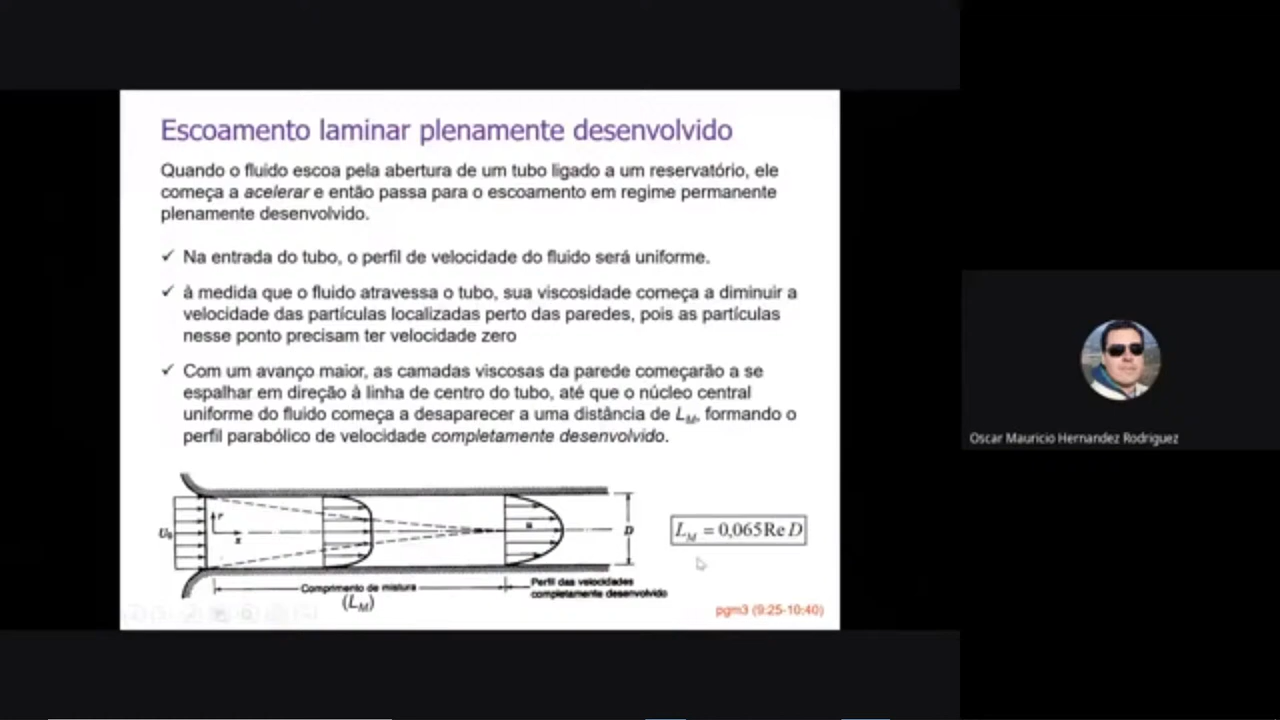 Escoamento laminar plenamente desenvolvido
Quando o fluido escoa pela abertura de um tubo ligado a um reservatório, ele
começa a acelerar e então passa para o escoamento em regime permanente
plenamente desenvolvido.
✓ Na entrada do tubo, o perfil de velocidade do fluido será uniforme.
✓ à medida que o fluido atravessa o tubo, sua viscosidade começa a diminuir a
velocidade das partículas localizadas perto das paredes, pois as partículas
nesse ponto precisam ter velocidade zero
✓ Com um avanço maior, as camadas viscosas da parede começarão a se
espalhar em direção à linha de centro do tubo, até que o núcleo central
uniforme do fluido começa a desaparecer a uma distância de L_M, formando o
perfil parabólico de velocidade completamente desenvolvido.
U₀
r
x
u
D
L_M = 0,065 Re D
Comprimento de mistura
(L_M)
Perfil das velocidades
completamente desenvolvido
pgm3 (9:25-10:40)
Oscar Mauricio Hernandez Rodriguez